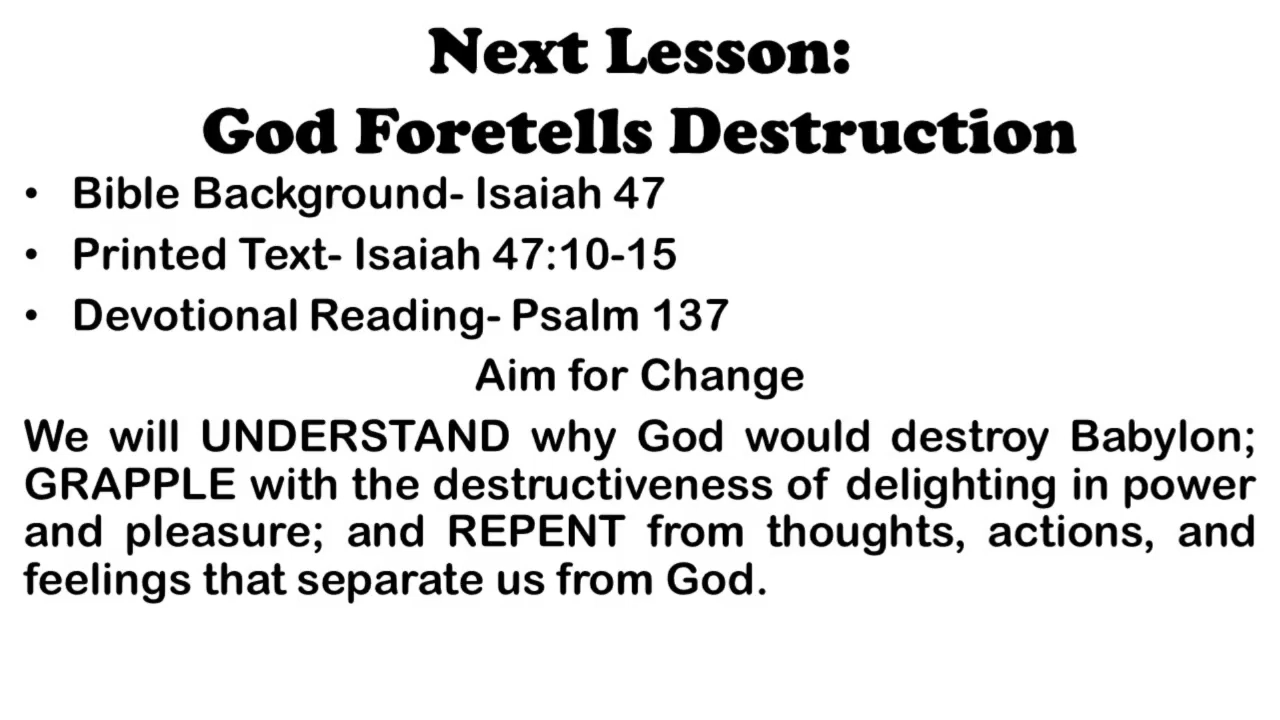 Next Lesson:
God Foretells Destruction
• Bible Background- Isaiah 47
• Printed Text- Isaiah 47:10-15
• Devotional Reading- Psalm 137
Aim for Change
We will UNDERSTAND why God would destroy Babylon;
GRAPPLE with the destructiveness of delighting in power
and pleasure; and REPENT from thoughts, actions, and
feelings that separate us from God.